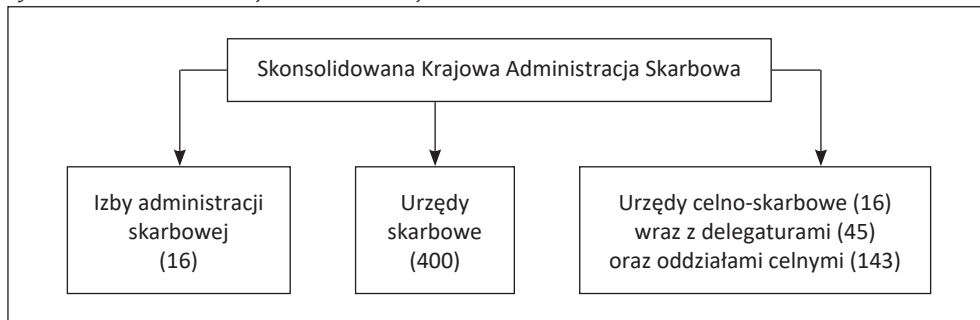 Skonsolidowana Krajowa Administracja Skarbowa
Izby administracji
skarbowej
(16)
Urzędy
skarbowe
(400)
Urzędy celno-skarbowe (16)
wraz z delegaturami (45)
oraz oddziałami celnymi (143)